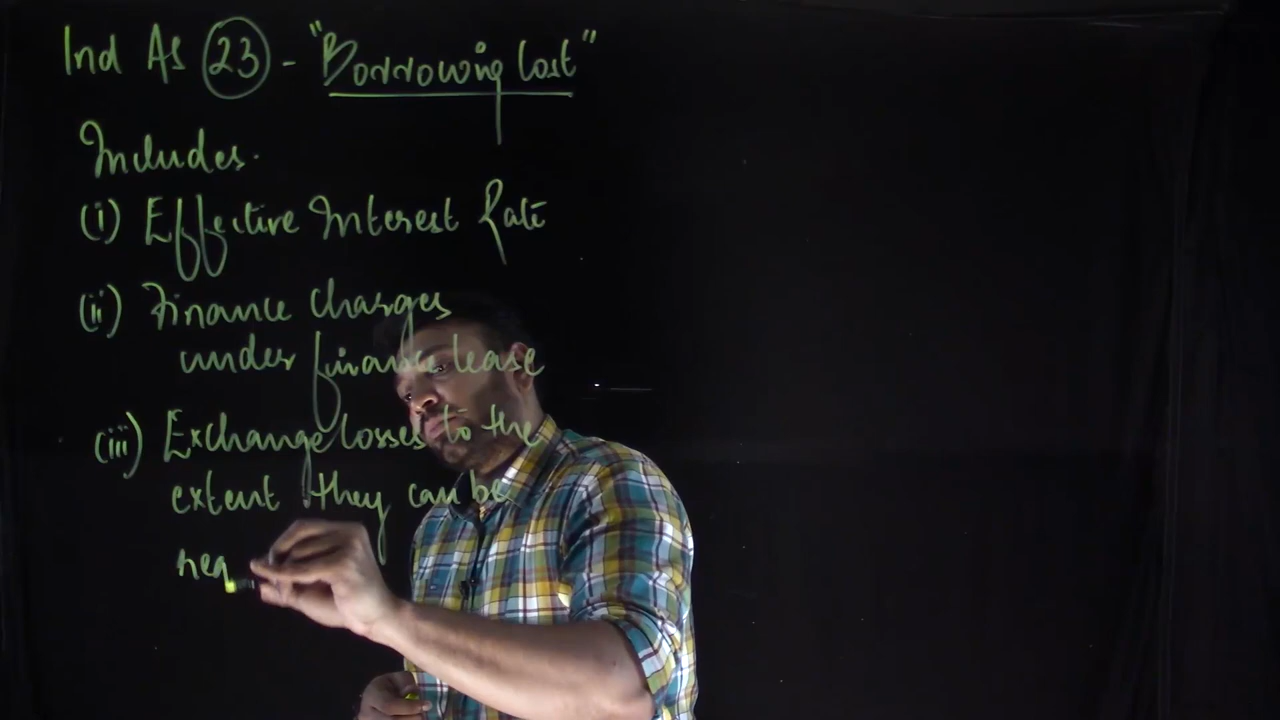 Ind As 23 - "Borrowing Cost"
Includes.
(i) Effective Interest Rate
(ii) Finance Charges
under finance lease
(iii) Exchange losses to the
extent they can be
reg